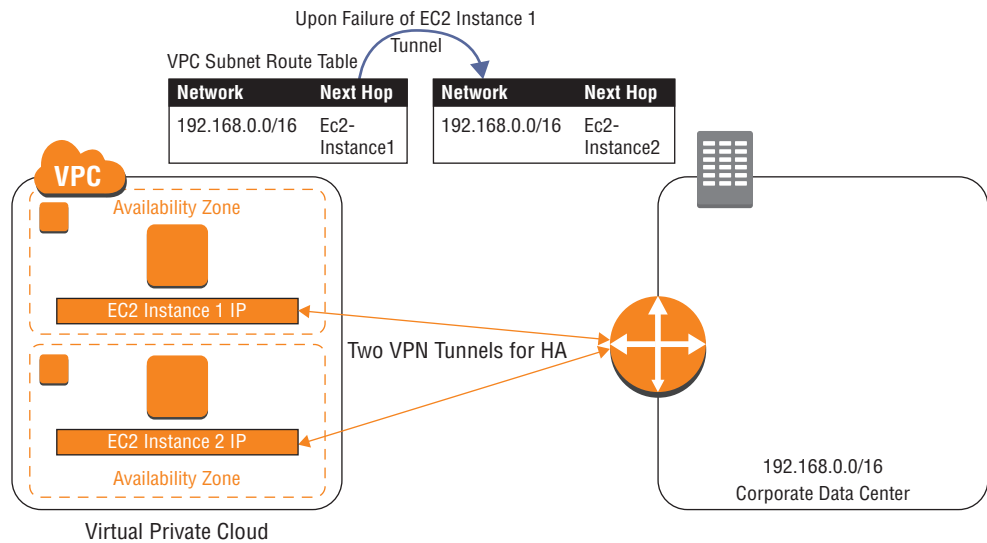 Upon Failure of EC2 Instance 1
Tunnel
VPC Subnet Route Table
Network Next Hop
192.168.0.0/16 Ec2-
Instance1
Network Next Hop
192.168.0.0/16 Ec2-
Instance2
VPC
Availability Zone
EC2 Instance 1 IP
Two VPN Tunnels for HA
EC2 Instance 2 IP
Availability Zone
Virtual Private Cloud
192.168.0.0/16
Corporate Data Center